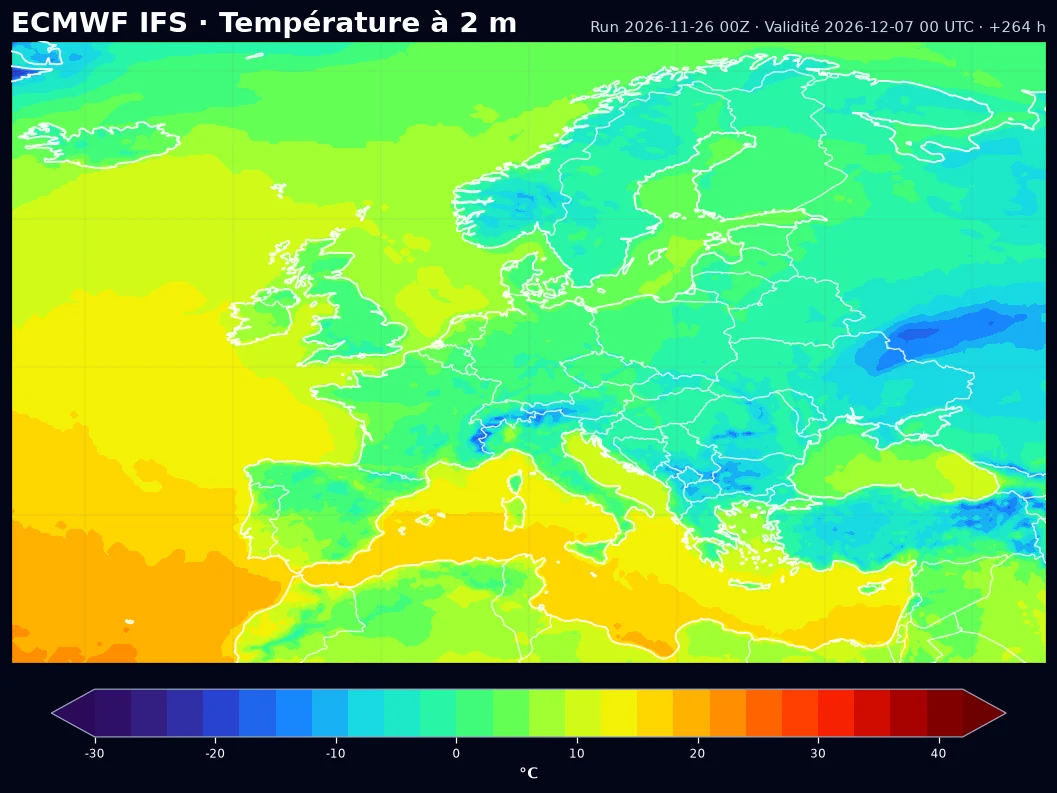 ECMWF IFS · Température à 2 m
Run 2026-11-26 00Z · Validité 2026-12-07 00 UTC · +264 h
-30 -20 -10 0 10 20 30 40
°C